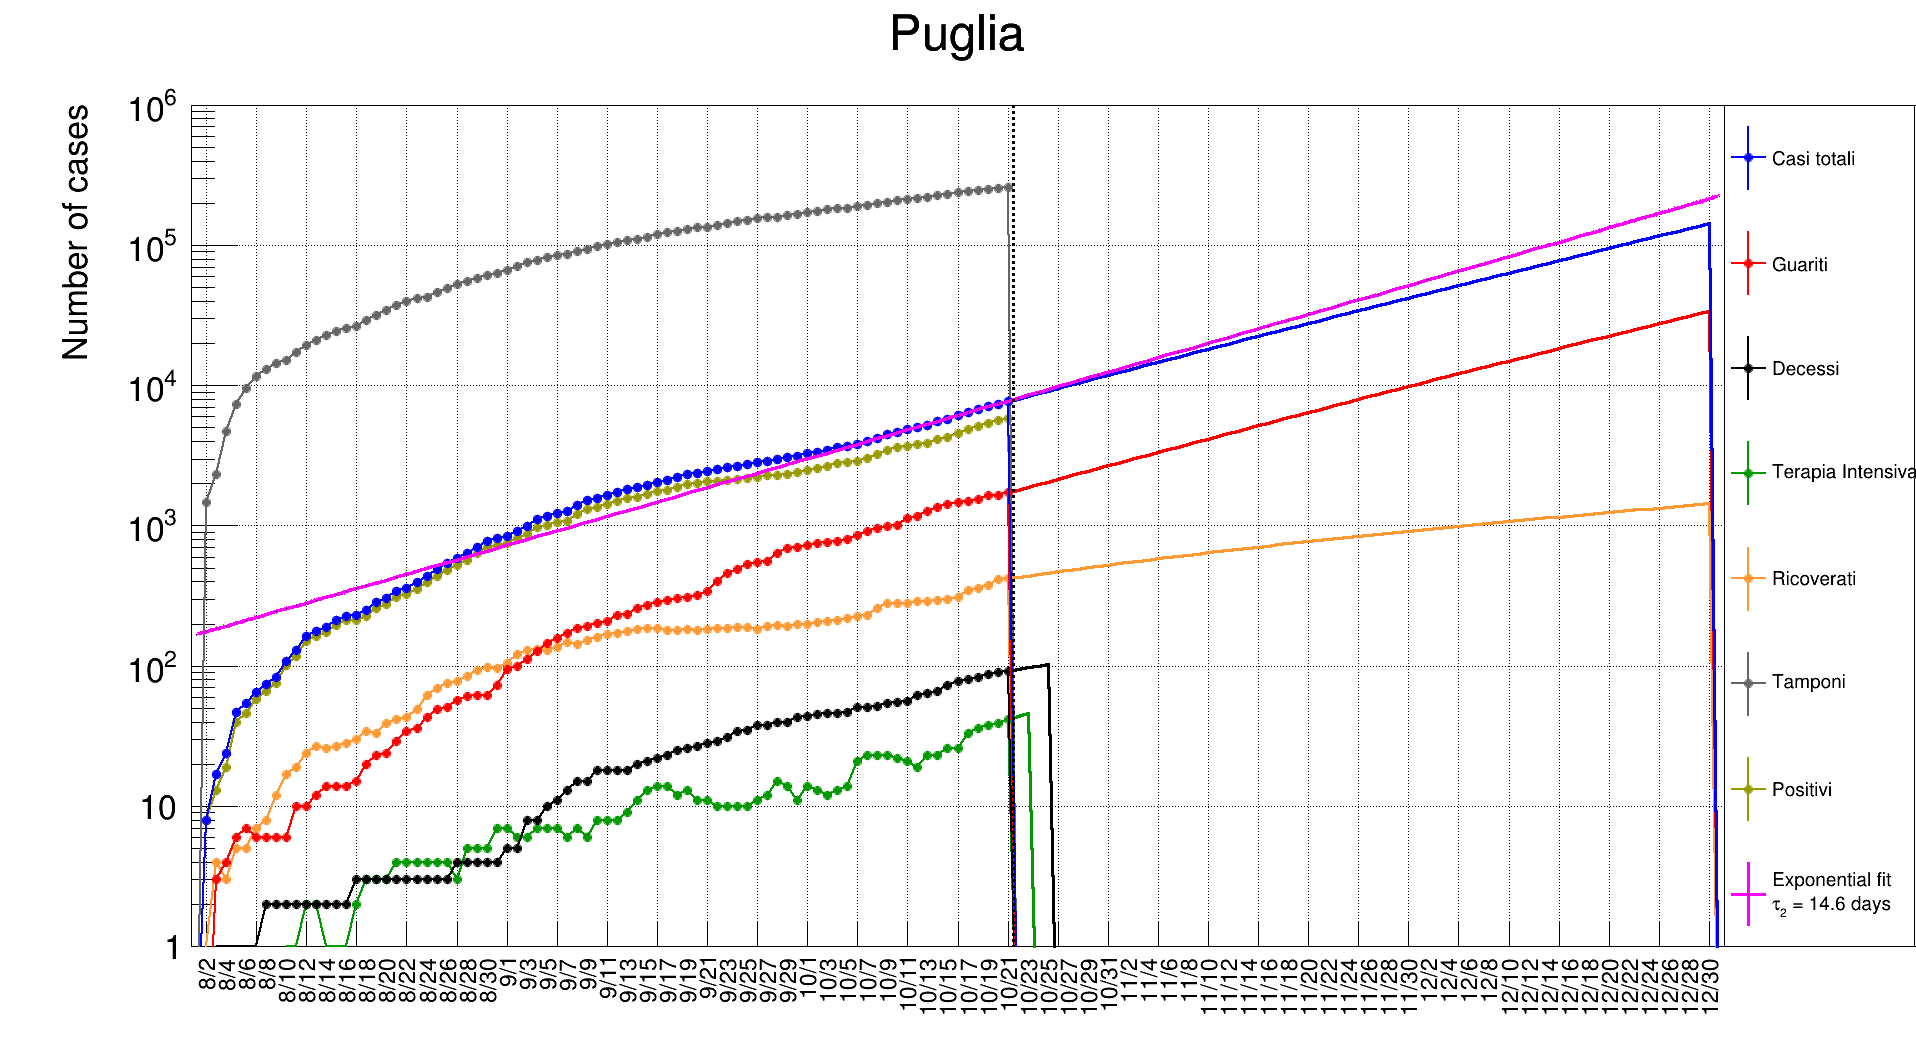 Puglia
Number of cases
10^6
10^5
10^4
10^3
10^2
10
1
8/2 8/4 8/6 8/8 8/10 8/12 8/14 8/16 8/18 8/20 8/22 8/24 8/26 8/28 8/30 9/1 9/3 9/5 9/7 9/9 9/11 9/13 9/15 9/17 9/19 9/21 9/23 9/25 9/27 9/29 10/1 10/3 10/5 10/7 10/9 10/11 10/13 10/15 10/17 10/19 10/21 10/23 10/25 10/27 10/29 10/31 11/2 11/4 11/6 11/8 11/10 11/12 11/14 11/16 11/18 11/20 11/22 11/24 11/26 11/28 11/30 12/2 12/4 12/6 12/8 12/10 12/12 12/14 12/16 12/18 12/20 12/22 12/24 12/26 12/28 12/30
Casi totali
Guariti
Decessi
Terapia Intensiva
Ricoverati
Tamponi
Positivi
Exponential fit
τ₂ = 14.6 days